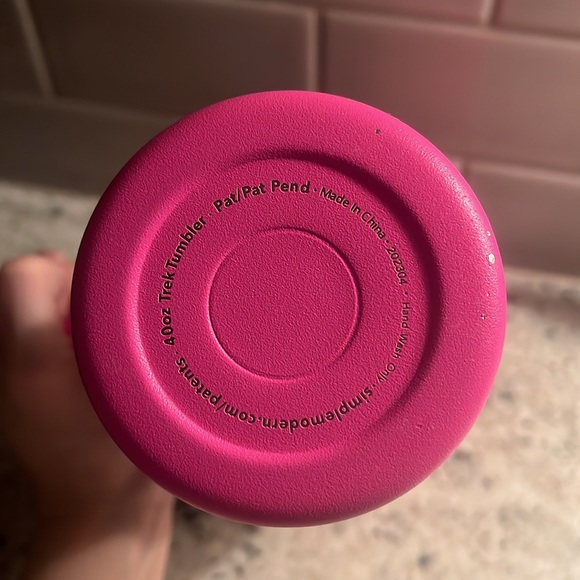 40oz Trek Tumbler · Pat/Pat Pend · Made In China · 202304 · Hand Wash Only · simplemodern.com/patents ·